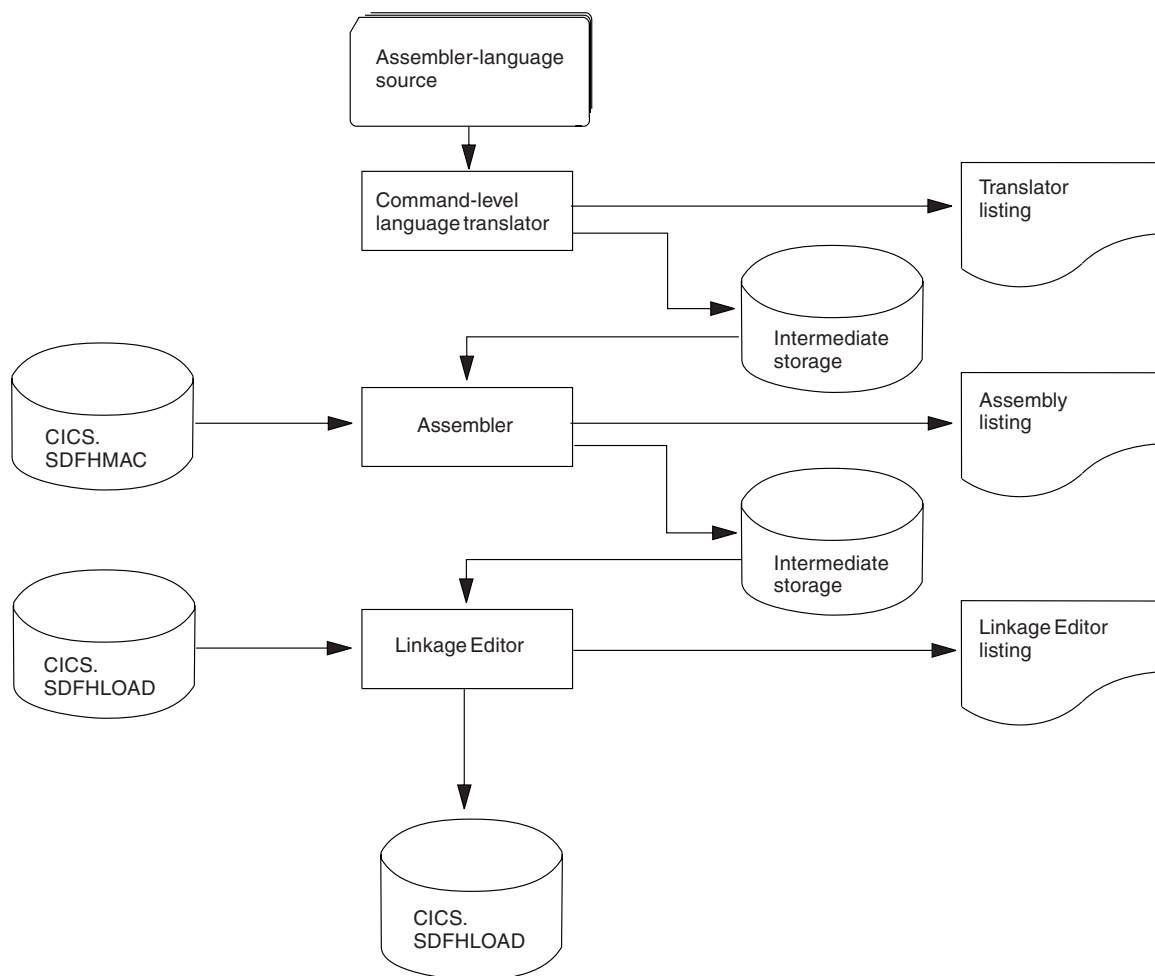 Assembler-language
source
Command-level
language translator
Translator
listing
Intermediate
storage
CICS.
SDFHMAC
Assembler
Assembly
listing
Intermediate
storage
CICS.
SDFHLOAD
Linkage Editor
Linkage Editor
listing
CICS.
SDFHLOAD